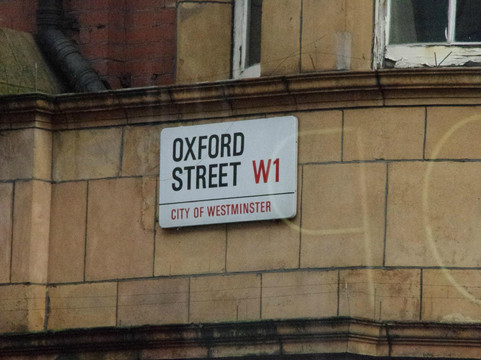 OXFORD
STREET W1
CITY OF WESTMINSTER